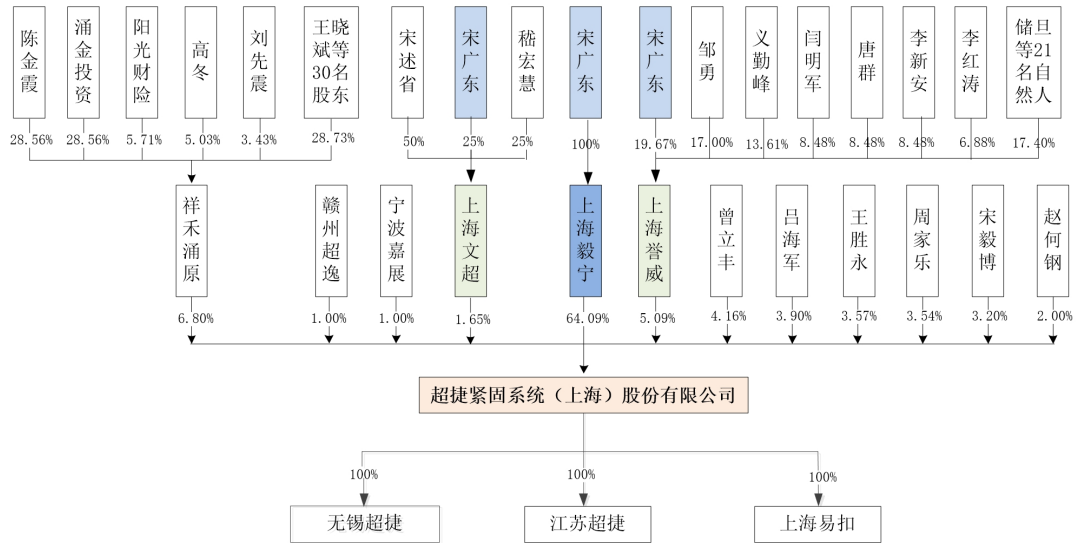 陈金霞
涌金投资
阳光财险
高冬
刘先震
王晓斌等30名股东
宋述省
宋广东
嵇宏慧
宋广东
宋广东
邹勇
义勤峰
闫明军
唐群
李新安
李红涛
储旦等21名自然人
28.56%
28.56%
5.71%
5.03%
3.43%
28.73%
50%
25%
25%
100%
19.67%
17.00%
13.61%
8.48%
8.48%
8.48%
6.88%
17.40%
祥禾涌原
赣州超逸
宁波嘉展
上海文超
上海毅宁
上海誉威
曾立丰
吕海军
王胜永
周家乐
宋毅博
赵何钢
6.80%
1.00%
1.00%
1.65%
64.09%
5.09%
4.16%
3.90%
3.57%
3.54%
3.20%
2.00%
超捷紧固系统（上海）股份有限公司
100%
100%
100%
无锡超捷
江苏超捷
上海易扣